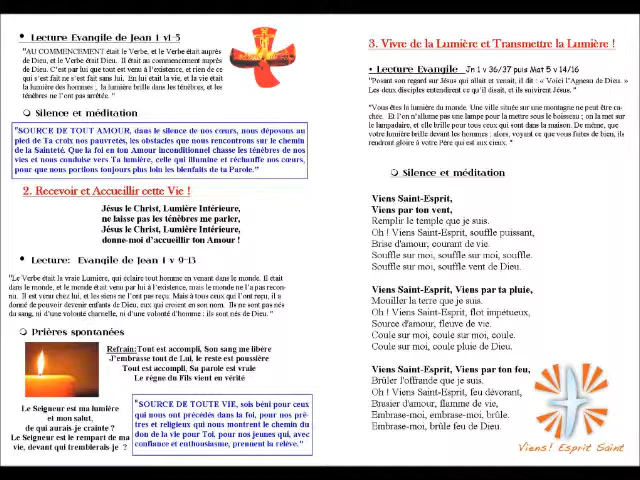 • Lecture Evangile de Jean 1 v1-5
"AU COMMENCEMENT était le Verbe, et le Verbe était auprès
de Dieu, et le Verbe était Dieu. Il était au commencement auprès
de Dieu. C'est par lui que tout est venu à l'existence, et rien de ce
qui s'est fait ne s'est fait sans lui. En lui était la vie, et la vie était
la lumière des hommes ; la lumière brille dans les ténèbres, et les
ténèbres ne l'ont pas arrêtée. "
Silence et méditation
"SOURCE DE TOUT AMOUR, dans le silence de nos cœurs, nous déposons au
pied de Ta croix nos pauvretés, les obstacles que nous rencontrons sur le chemin
de la Sainteté. Que la foi en ton Amour inconditionnel chasse les ténèbres de nos
vies et nous conduise vers Ta lumière, celle qui illumine et réchauffe nos cœurs,
pour que nous portions toujours plus loin les bienfaits de ta Parole."
2. Recevoir et Accueillir cette Vie !
Jésus le Christ, Lumière Intérieure,
ne laisse pas les ténèbres me parler,
Jésus le Christ, Lumière Intérieure,
donne-moi d'accueillir ton Amour !
• Lecture: Evangile de Jean 1 v 9-13
"Le Verbe était la vraie Lumière, qui éclaire tout homme en venant dans le monde. Il était
dans le monde, et le monde était venu par lui à l'existence, mais le monde ne l'a pas recon-
nu. Il est venu chez lui, et les siens ne l'ont pas reçu. Mais à tous ceux qui l'ont reçu, il a
donné de pouvoir devenir enfants de Dieu, eux qui croient en son nom. Ils ne sont pas nés
du sang, ni d'une volonté charnelle, ni d'une volonté d'homme : ils sont nés de Dieu. "
Prières spontanées
Refrain:Tout est accompli, Son sang me libère
J'embrasse tout de Lui, le reste est poussière
Tout est accompli, Sa parole est vraie
Le règne du Fils vient en vérité
Le Seigneur est ma lumière
et mon salut,
de qui aurais-je crainte ?
Le Seigneur est le rempart de ma
vie, devant qui tremblerais-je ?
"SOURCE DE TOUTE VIE, sois béni pour ceux
qui nous ont précédés dans la foi, pour nos prê-
tres et religieux qui nous montrent le chemin du
don de la vie pour Toi, pour nos jeunes qui, avec
confiance et enthousiasme, prennent la relève."
3. Vivre de la Lumière et Transmettre la Lumière !
• Lecture Evangile Jn 1 v 36/37 puis Mat 5 v 14/16
"Posant son regard sur Jésus qui allait et venait, il dit : « Voici l'Agneau de Dieu »
Les deux disciples entendirent ce qu'il disait, et ils suivirent Jésus. "
"Vous êtes la lumière du monde. Une ville située sur une montagne ne peut être ca-
chée. Et l'on n'allume pas une lampe pour la mettre sous le boisseau ; on la met sur le
lampadaire, et elle brille pour tous ceux qui sont dans la maison. De même, que
votre lumière brille devant les hommes : alors, voyant ce que vous faites de bien, ils
rendront gloire à votre Père qui est aux cieux. "
Silence et méditation
Viens Saint-Esprit,
Viens par ton vent,
Remplir le temple que je suis.
Oh ! Viens Saint-Esprit, souffle puissant,
Brise d'amour, courant de vie.
Souffle sur moi, souffle sur moi, souffle.
Souffle sur moi, souffle vent de Dieu.
Viens Saint-Esprit, Viens par ta pluie,
Mouiller la terre que je suis.
Oh ! Viens Saint-Esprit, flot impétueux,
Source d'amour, fleuve de vie.
Coule sur moi, coule sur moi, coule.
Coule sur moi, coule pluie de Dieu.
Viens Saint-Esprit, Viens par ton feu,
Brûler l'offrande que je suis.
Oh ! Viens Saint-Esprit, feu dévorant,
Brasier d'amour, flamme de vie,
Embrase-moi, embrase-moi, brûle.
Embrase-moi, brûle feu de Dieu.
Viens! Esprit Saint